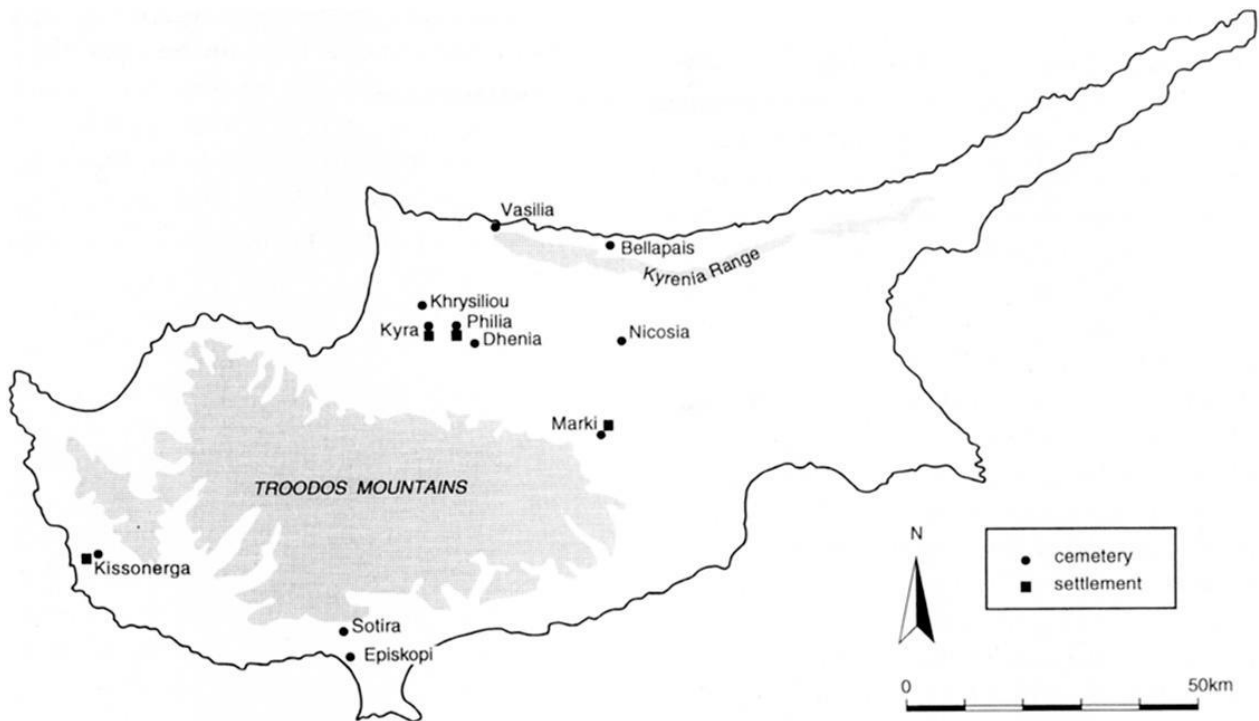 Vasilia
Bellapais
Kyrenia Range
Khrysiliou
Kyra
Philia
Dhenia
Nicosia
Marki
TROODOS MOUNTAINS
Kissonerga
Sotira
Episkopi
N
cemetery
settlement
0
50km